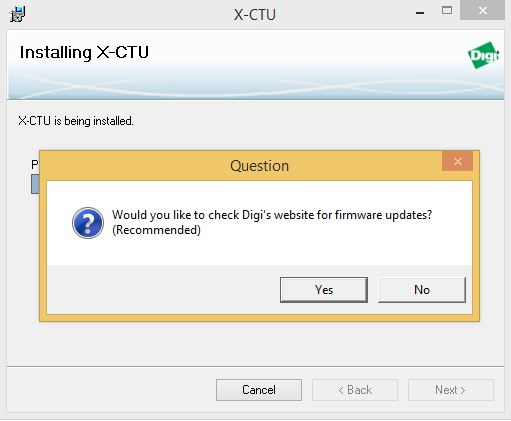 X-CTU
Installing X-CTU
Digi
X-CTU is being installed.
P
Question
Would you like to check Digi's website for firmware updates?
(Recommended)
Yes
No
Cancel
< Back
Next >